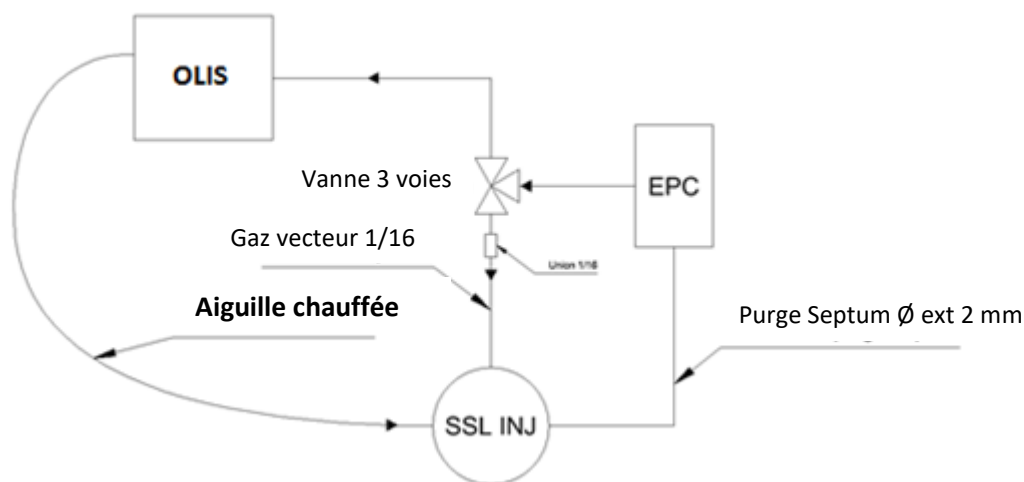 OLIS
Vanne 3 voies
EPC
Gaz vecteur 1/16
Union 1/16
Aiguille chauffée
Purge Septum Ø ext 2 mm
SSL INJ